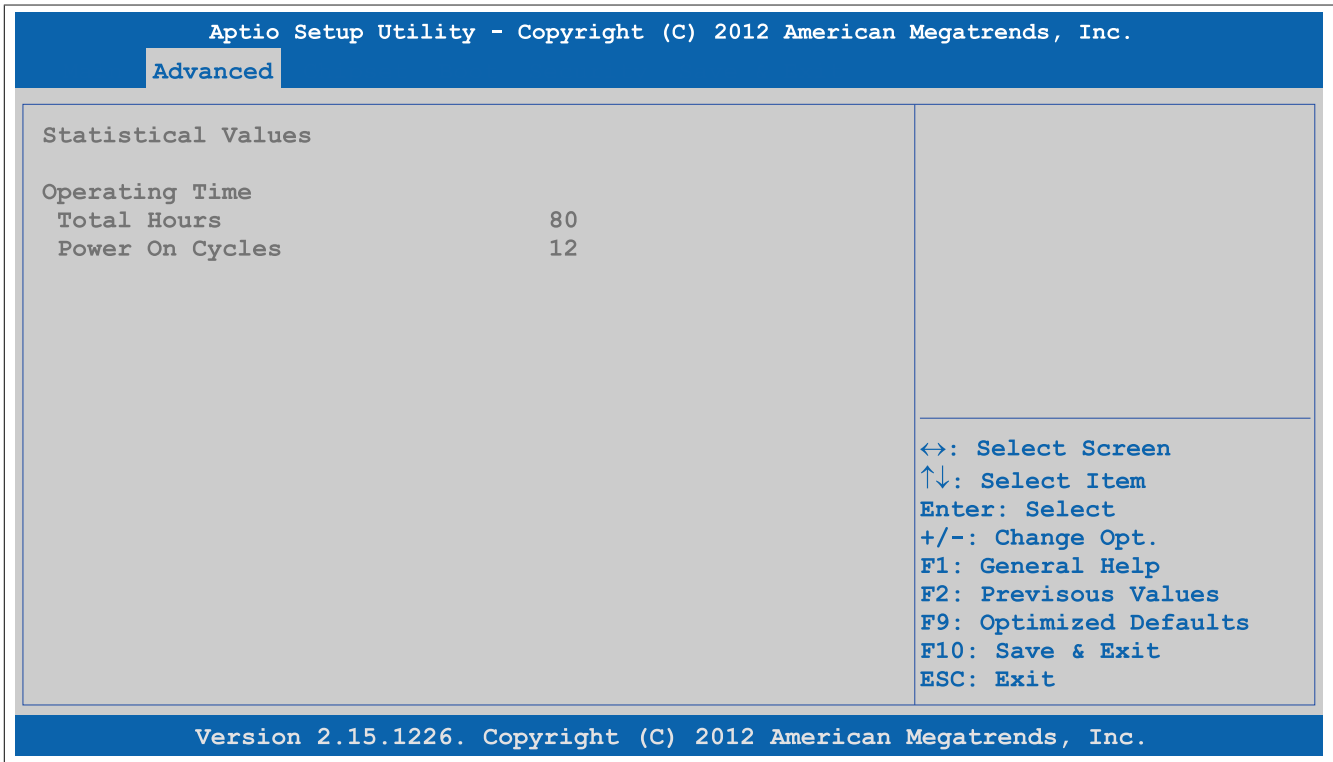 Aptio Setup Utility - Copyright (C) 2012 American Megatrends, Inc.
Advanced
Statistical Values
Operating Time
Total Hours 80
Power On Cycles 12
↔: Select Screen
↑↓: Select Item
Enter: Select
+/-: Change Opt.
F1: General Help
F2: Previsous Values
F9: Optimized Defaults
F10: Save & Exit
ESC: Exit
Version 2.15.1226. Copyright (C) 2012 American Megatrends, Inc.